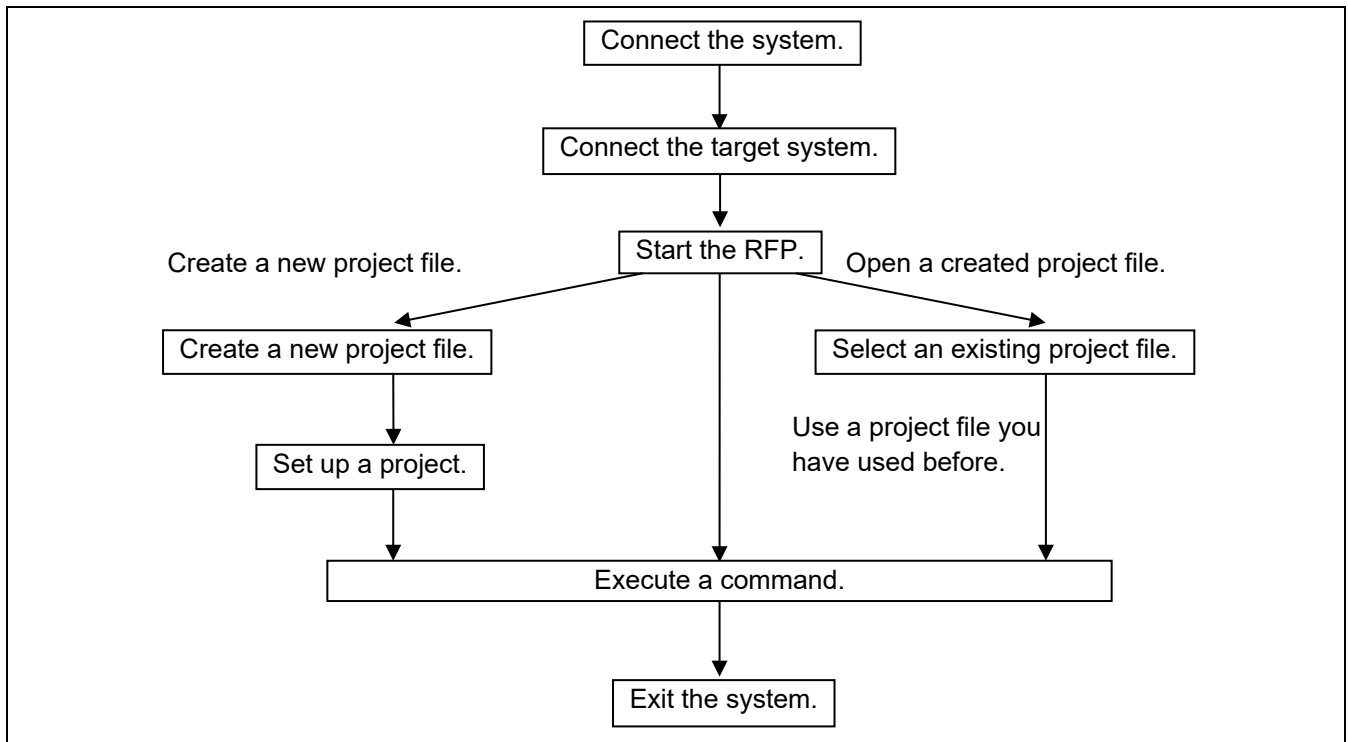 Connect the system.
Connect the target system.
Start the RFP.
Create a new project file.
Open a created project file.
Create a new project file.
Select an existing project file.
Use a project file you
have used before.
Set up a project.
Execute a command.
Exit the system.